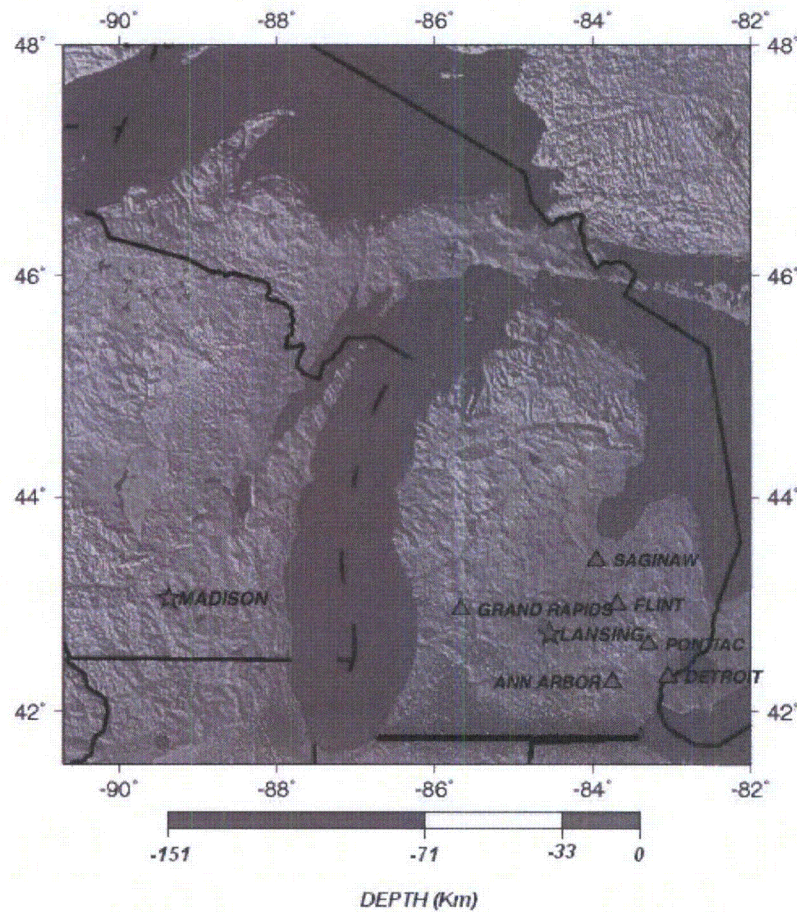 -90° -88° -86° -84° -82°
48° 48°
46° 46°
44° 44°
SAGINAW
MADISON GRAND RAPIDS FLINT
LANSING PONTIAC
ANN ARBOR DETROIT
42° 42°
-90° -88° -86° -84° -82°
-151 -71 -33 0
DEPTH (Km)